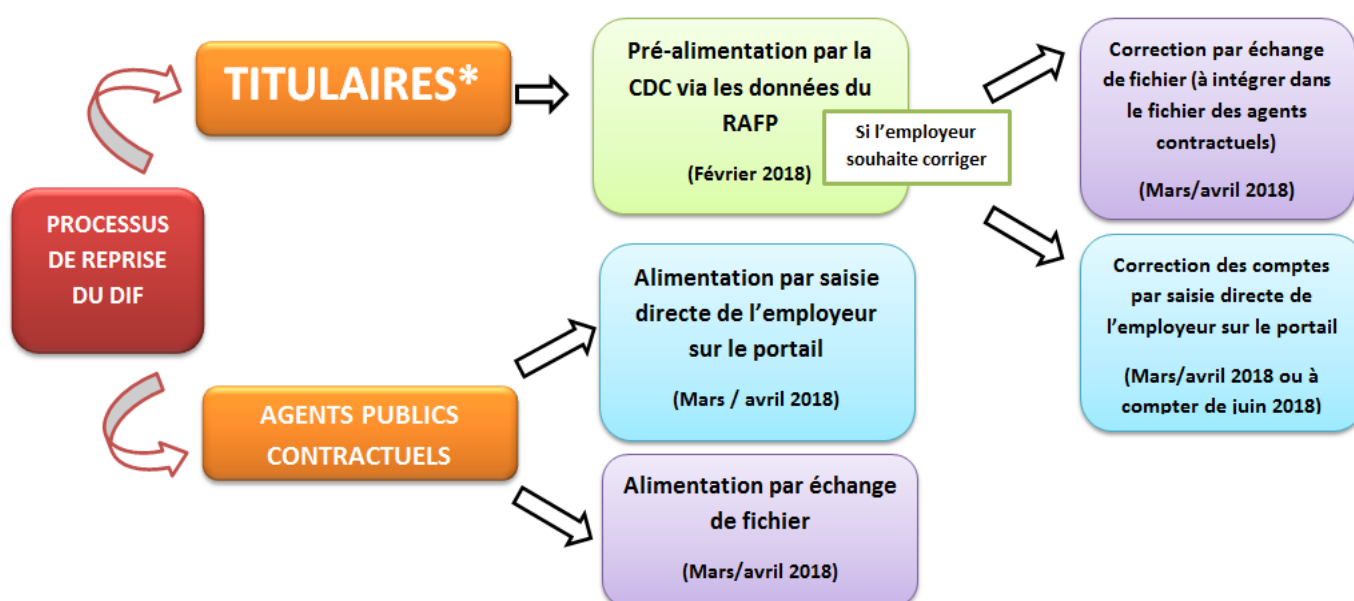 PROCESSUS
DE REPRISE
DU DIF
TITULAIRES*
Pré-alimentation par la
CDC via les données du
RAFP
(Février 2018)
Si l’employeur
souhaite corriger
Correction par échange
de fichier (à intégrer dans
le fichier des agents
contractuels)
(Mars/avril 2018)
Correction des comptes
par saisie directe de
l’employeur sur le portail
(Mars/avril 2018 ou à
compter de juin 2018)
AGENTS PUBLICS
CONTRACTUELS
Alimentation par saisie
directe de l’employeur
sur le portail
(Mars / avril 2018)
Alimentation par échange
de fichier
(Mars/avril 2018)